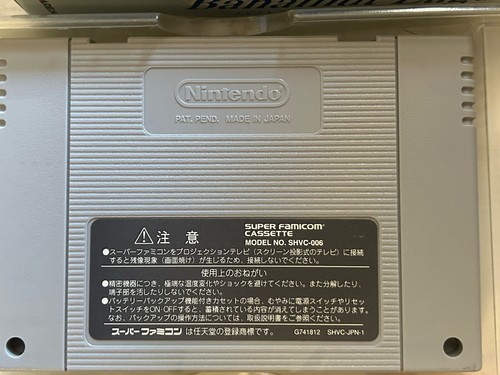 Nintendo®
PAT. PEND. MADE IN JAPAN
⚠注意
SUPER FAMICOM™
CASSETTE
MODEL NO. SHVC-006
●スーパーファミコンをプロジェクションテレビ（スクリーン投影式のテレビ）に接続
すると残像現象（画面焼け）が生じるため、接続しないでください。
使用上のおねがい
●精密機器につき、極端な温度変化やショックを避けてください。また分解したり、
端子部を活したりしないでください。
●バッテリーバックアップ機能付きカセットの場合、むやみに電源スイッチやリセッ
トスイッチをON・OFFすると、蓄積されている内容が消えてしまうことがあります。
なお、バックアップの操作方法については、取扱説明書をご参照ください。
スーパーファミコンは任天堂の登録商標です。 G741812 SHVC-JPN-1